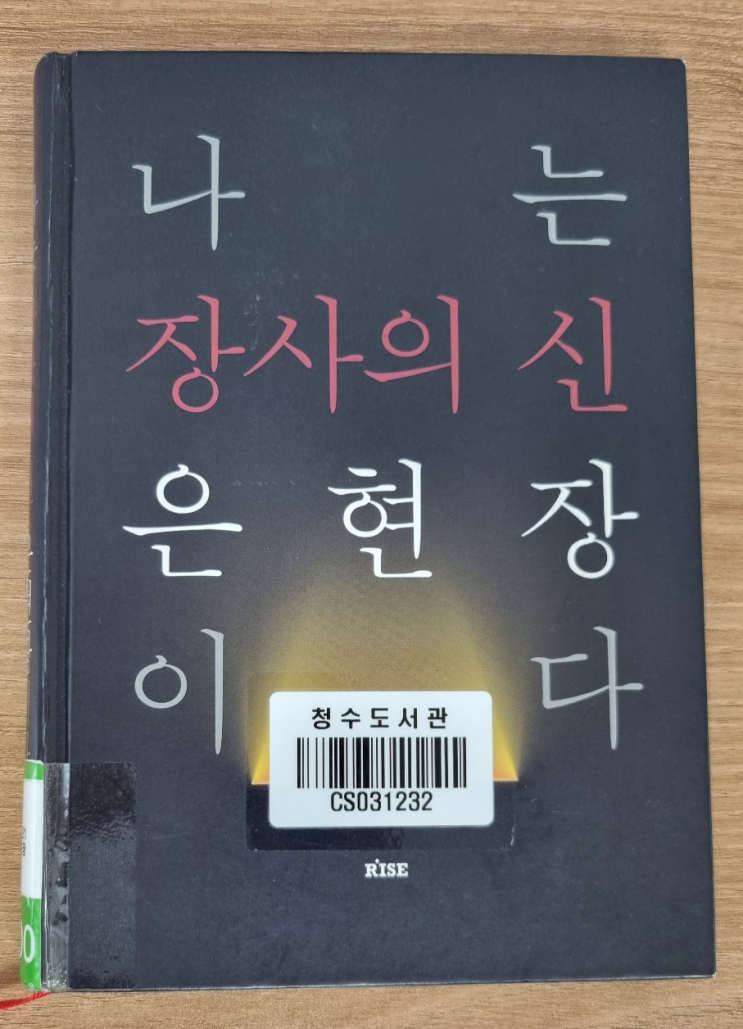 나 는
장사의 신
은 현 장
이 다
청수도서관
CS031232
RISE